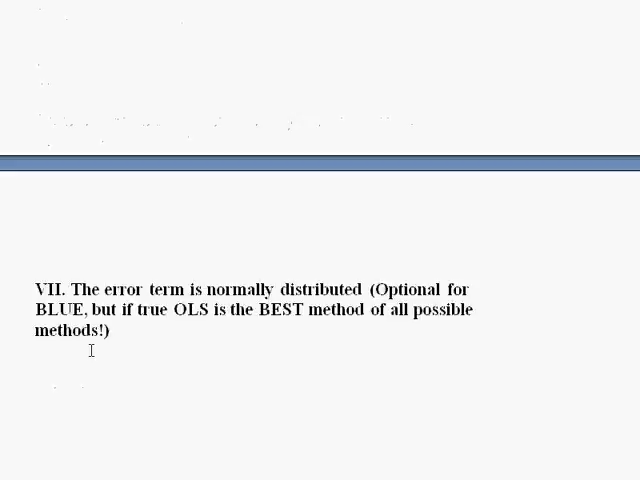 VII. The error term is normally distributed (Optional for
BLUE, but if true OLS is the BEST method of all possible
methods!)